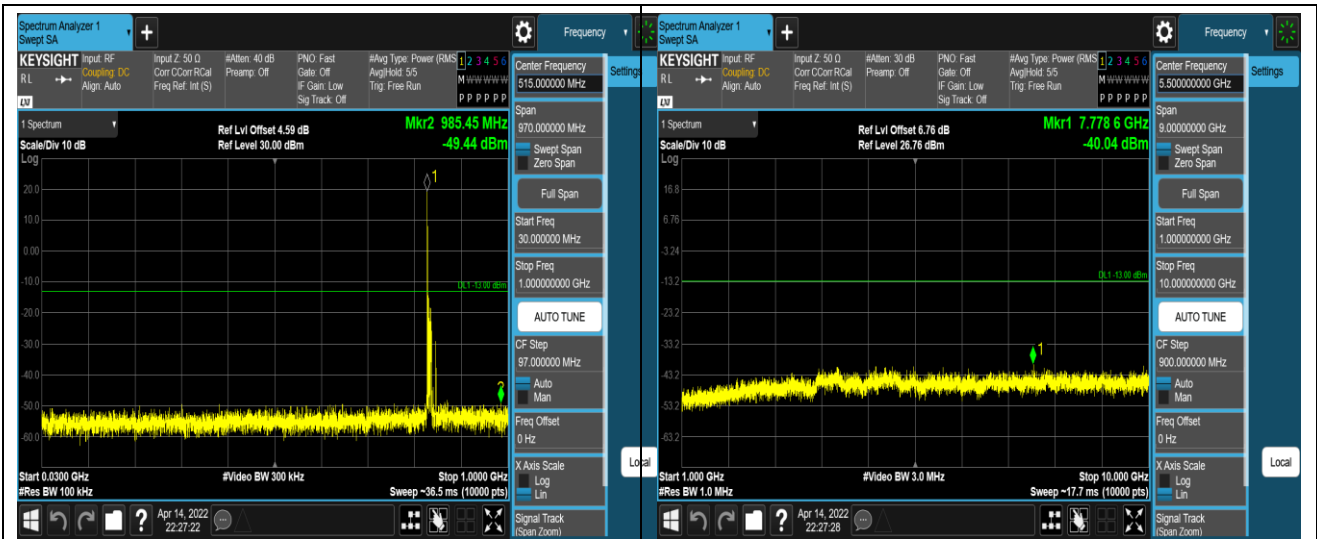 Spectrum Analyzer 1
Swept SA
+
Frequency
KEYSIGHT
RL
LXI
Input: RF
Coupling: DC
Align: Auto
Input Z: 50 Ω
Corr CCorr RCal
Freq Ref: Int (S)
#Atten: 40 dB
Preamp: Off
PNO: Fast
Gate: Off
IF Gain: Low
Sig Track: Off
#Avg Type: Power (RMS
Avg|Hold: 5/5
Trig: Free Run
1 2 3 4 5 6
M W W W W W
P P P P P P
Center Frequency
515.000000 MHz
Settings
Span
970.000000 MHz
Swept Span
Zero Span
Full Span
Start Freq
30.000000 MHz
Stop Freq
1.000000000 GHz
AUTO TUNE
CF Step
97.000000 MHz
Auto
Man
Freq Offset
0 Hz
X Axis Scale
Log
Lin
Signal Track
(Span Zoom)
Local
1 Spectrum
Scale/Div 10 dB
Log
Ref Lvl Offset 4.59 dB
Ref Level 30.00 dBm
Mkr2 985.45 MHz
-49.44 dBm
1
20.0
10.0
0.00
-10.0
DL1 -13.00 dBm
-20.0
-30.0
-40.0
-50.0
-60.0
Start 0.0300 GHz
#Res BW 100 kHz
#Video BW 300 kHz
Stop 1.0000 GHz
Sweep ~36.5 ms (10000 pts)
?
Apr 14, 2022
22:27:22
Spectrum Analyzer 1
Swept SA
+
Frequency
KEYSIGHT
RL
LXI
Input: RF
Coupling: DC
Align: Auto
Input Z: 50 Ω
Corr CCorr RCal
Freq Ref: Int (S)
#Atten: 30 dB
Preamp: Off
PNO: Fast
Gate: Off
IF Gain: Low
Sig Track: Off
#Avg Type: Power (RMS
Avg|Hold: 5/5
Trig: Free Run
1 2 3 4 5 6
M W W W W W
P P P P P P
Center Frequency
5.500000000 GHz
Settings
Span
9.00000000 GHz
Swept Span
Zero Span
Full Span
Start Freq
1.000000000 GHz
Stop Freq
10.000000000 GHz
AUTO TUNE
CF Step
900.000000 MHz
Auto
Man
Freq Offset
0 Hz
X Axis Scale
Log
Lin
Signal Track
(Span Zoom)
Local
1 Spectrum
Scale/Div 10 dB
Log
Ref Lvl Offset 6.76 dB
Ref Level 26.76 dBm
Mkr1 7.778 6 GHz
-40.04 dBm
16.8
6.76
-3.24
DL1 -13.00 dBm
-13.2
-23.2
-33.2
1
-43.2
-53.2
-63.2
Start 1.000 GHz
#Res BW 1.0 MHz
#Video BW 3.0 MHz
Stop 10.000 GHz
Sweep ~17.7 ms (10000 pts)
?
Apr 14, 2022
22:27:28